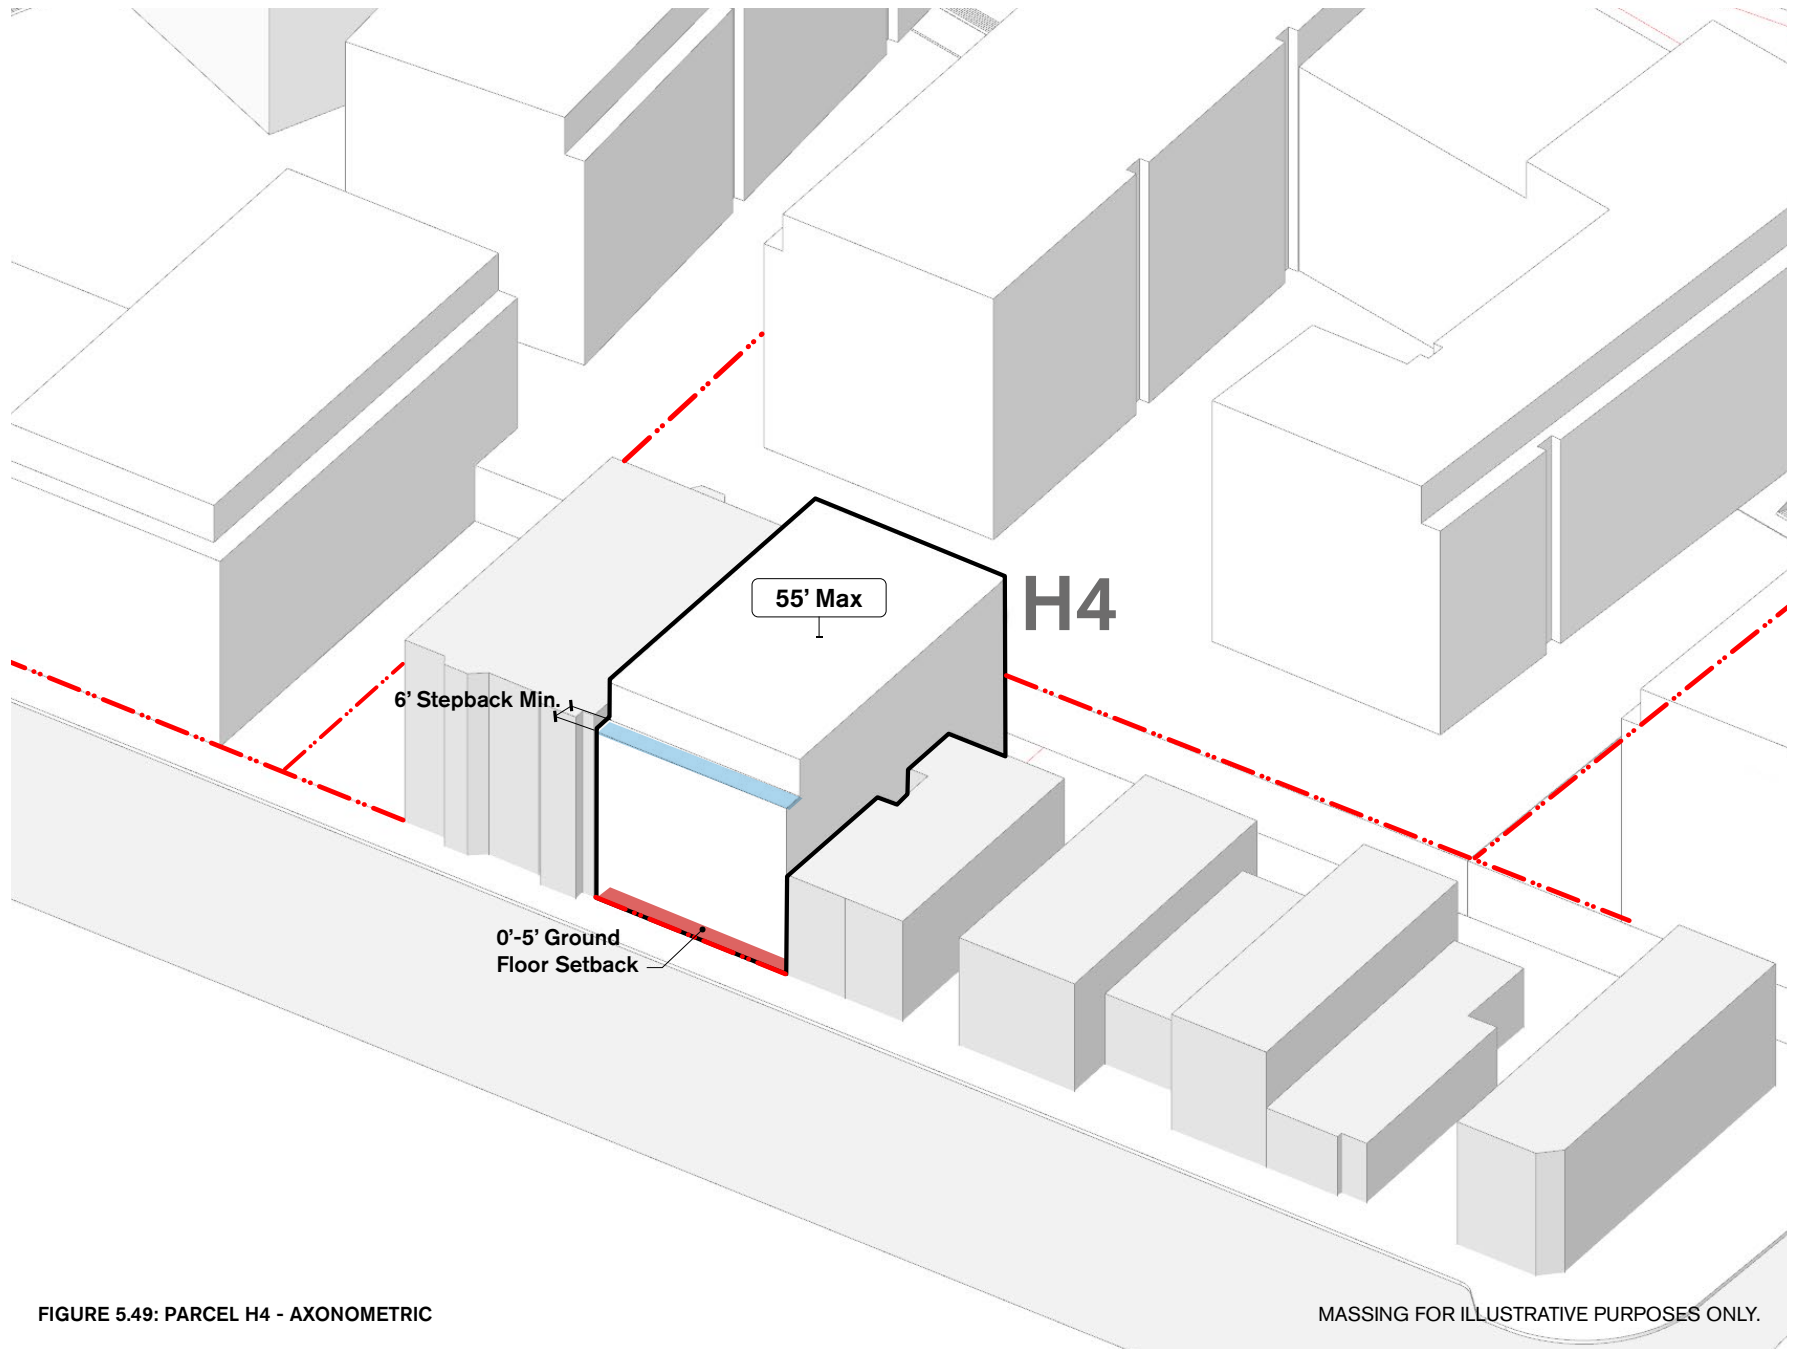 55’ Max
H4
6’ Stepback Min.
0’-5’ Ground
Floor Setback
FIGURE 5.49: PARCEL H4 - AXONOMETRIC
MASSING FOR ILLUSTRATIVE PURPOSES ONLY.